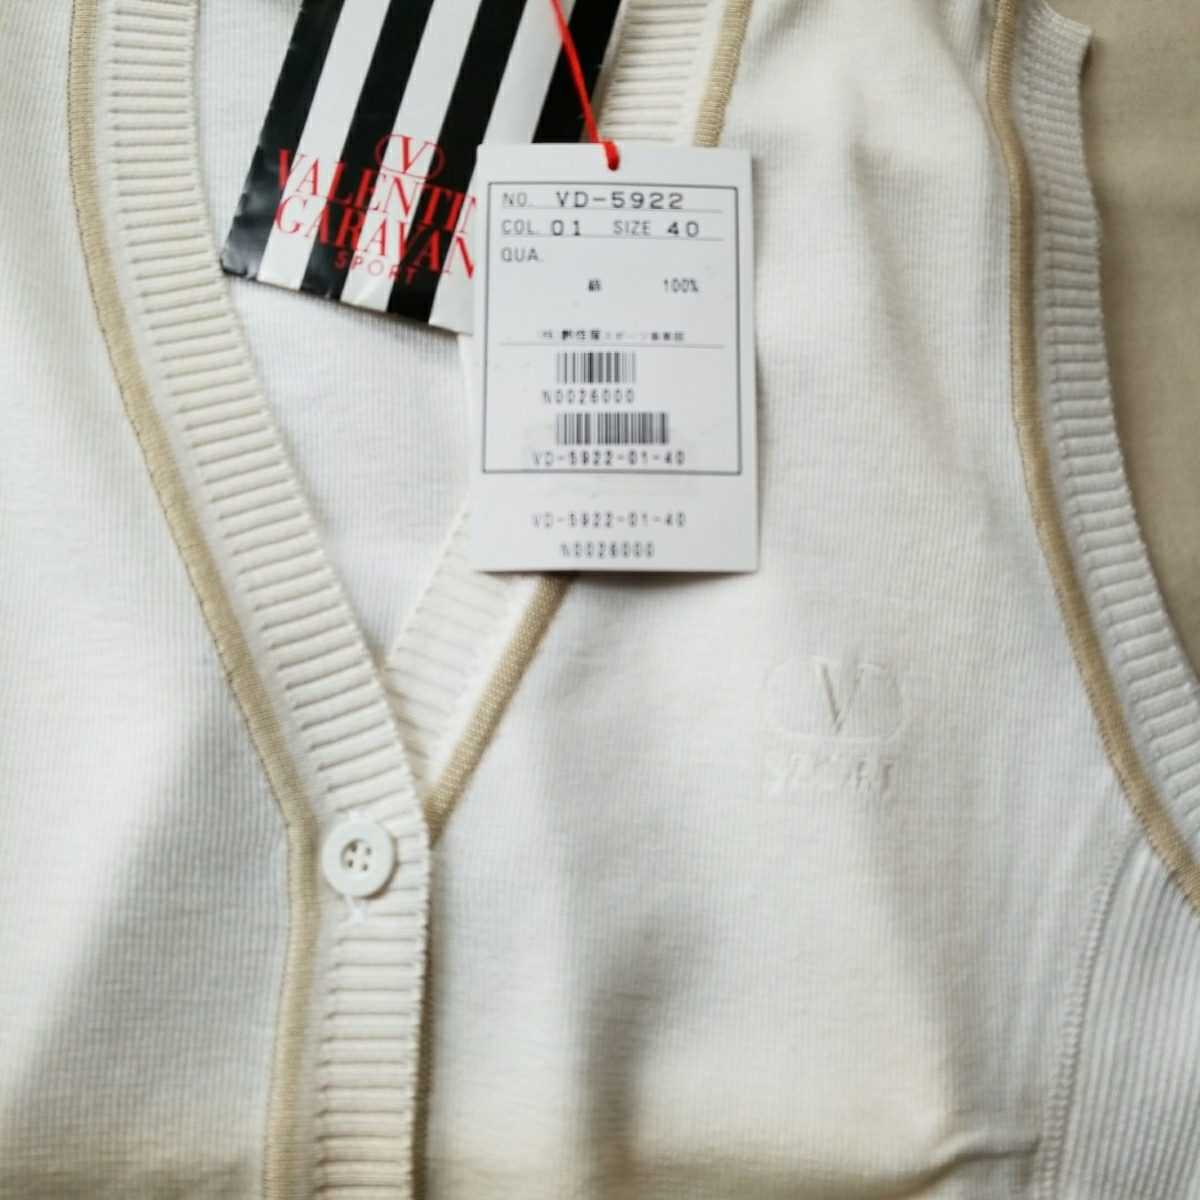 V
VALENTIN
GARAVAN
SPORT
NO. VD-5922
COL. 01 SIZE 40
QUA.
綿 100%
N0026000
VD-5922-01-40
VD-5922-01-40
N0026000
V
SPORT